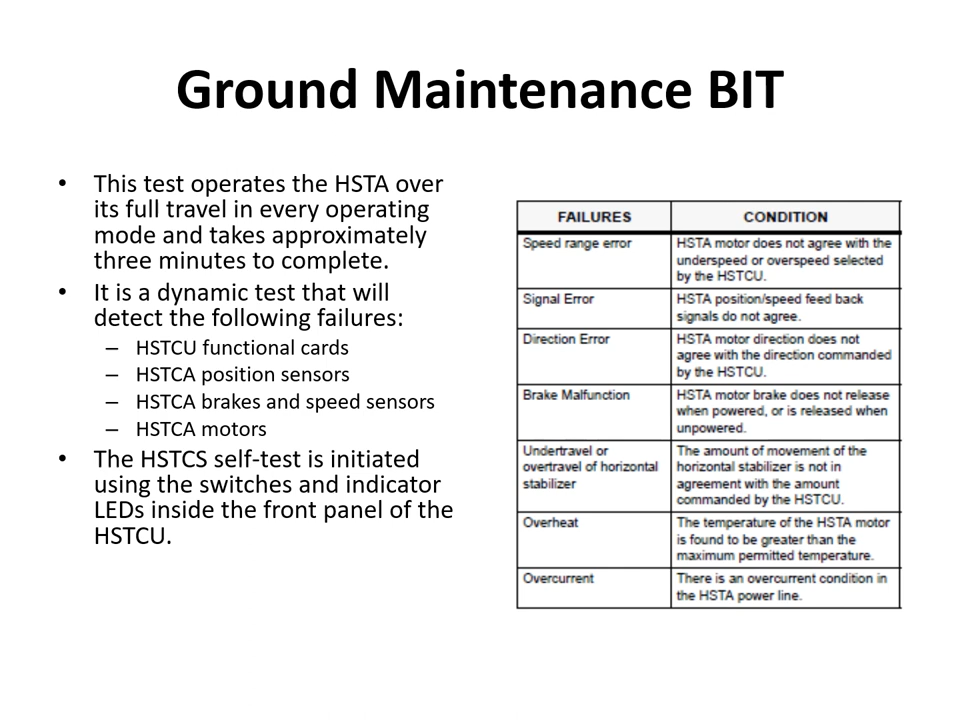 Ground Maintenance BIT
• This test operates the HSTA over
its full travel in every operating
mode and takes approximately
three minutes to complete.
• It is a dynamic test that will
detect the following failures:
– HSTCU functional cards
– HSTCA position sensors
– HSTCA brakes and speed sensors
– HSTCA motors
• The HSTCS self-test is initiated
using the switches and indicator
LEDs inside the front panel of the
HSTCU.
FAILURES CONDITION
Speed range error HSTA motor does not agree with the
underspeed or overspeed selected
by the HSTCU.
Signal Error HSTA position/speed feed back
signals do not agree.
Direction Error HSTA motor direction does not
agree with the direction commanded
by the HSTCU.
Brake Malfunction HSTA motor brake does not release
when powered, or is released when
unpowered.
Undertravel or The amount of movement of the
overtravel of horizontal horizontal stabilizer is not in
stabilizer agreement with the amount
commanded by the HSTCU.
Overheat The temperature of the HSTA motor
is found to be greater than the
maximum permitted temperature.
Overcurrent There is an overcurrent condition in
the HSTA power line.